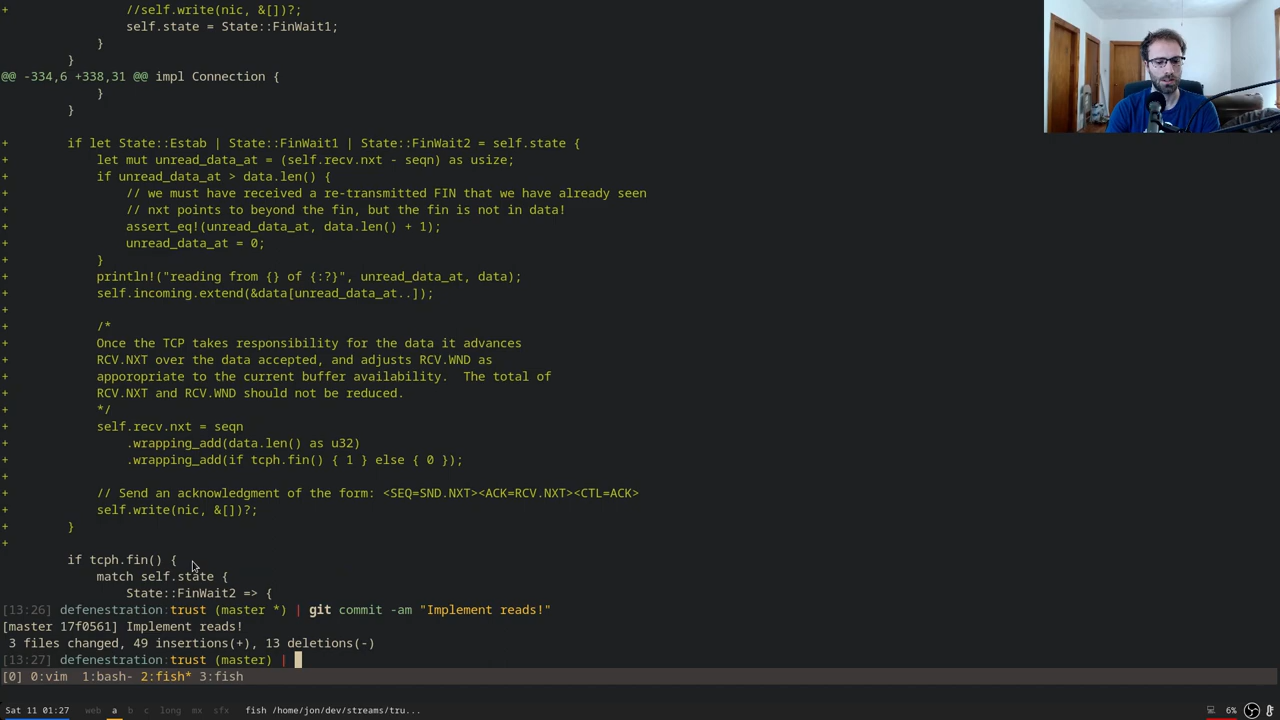 +            //self.write(nic, &[])?;
             self.state = State::FinWait1;
         }
     }
@@ -334,6 +338,31 @@ impl Connection {
             }
         }

+        if let State::Estab | State::FinWait1 | State::FinWait2 = self.state {
+            let mut unread_data_at = (self.recv.nxt - seqn) as usize;
+            if unread_data_at > data.len() {
+                // we must have received a re-transmitted FIN that we have already seen
+                // nxt points to beyond the fin, but the fin is not in data!
+                assert_eq!(unread_data_at, data.len() + 1);
+                unread_data_at = 0;
+            }
+            println!("reading from {} of {:?}", unread_data_at, data);
+            self.incoming.extend(&data[unread_data_at..]);
+
+            /*
+            Once the TCP takes responsibility for the data it advances
+            RCV.NXT over the data accepted, and adjusts RCV.WND as
+            apporopriate to the current buffer availability.  The total of
+            RCV.NXT and RCV.WND should not be reduced.
+            */
+            self.recv.nxt = seqn
+                .wrapping_add(data.len() as u32)
+                .wrapping_add(if tcph.fin() { 1 } else { 0 });
+
+            // Send an acknowledgment of the form: <SEQ=SND.NXT><ACK=RCV.NXT><CTL=ACK>
+            self.write(nic, &[])?;
+        }
+
         if tcph.fin() {
             match self.state {
                 State::FinWait2 => {
[13:26] defenestration:trust (master *) | git commit -am "Implement reads!"
[master 17f0561] Implement reads!
 3 files changed, 49 insertions(+), 13 deletions(-)
[13:27] defenestration:trust (master) |
[0] 0:vim  1:bash- 2:fish* 3:fish
Sat 11 01:27 web a b c long mx sfx fish /home/jon/dev/streams/tru... 6%